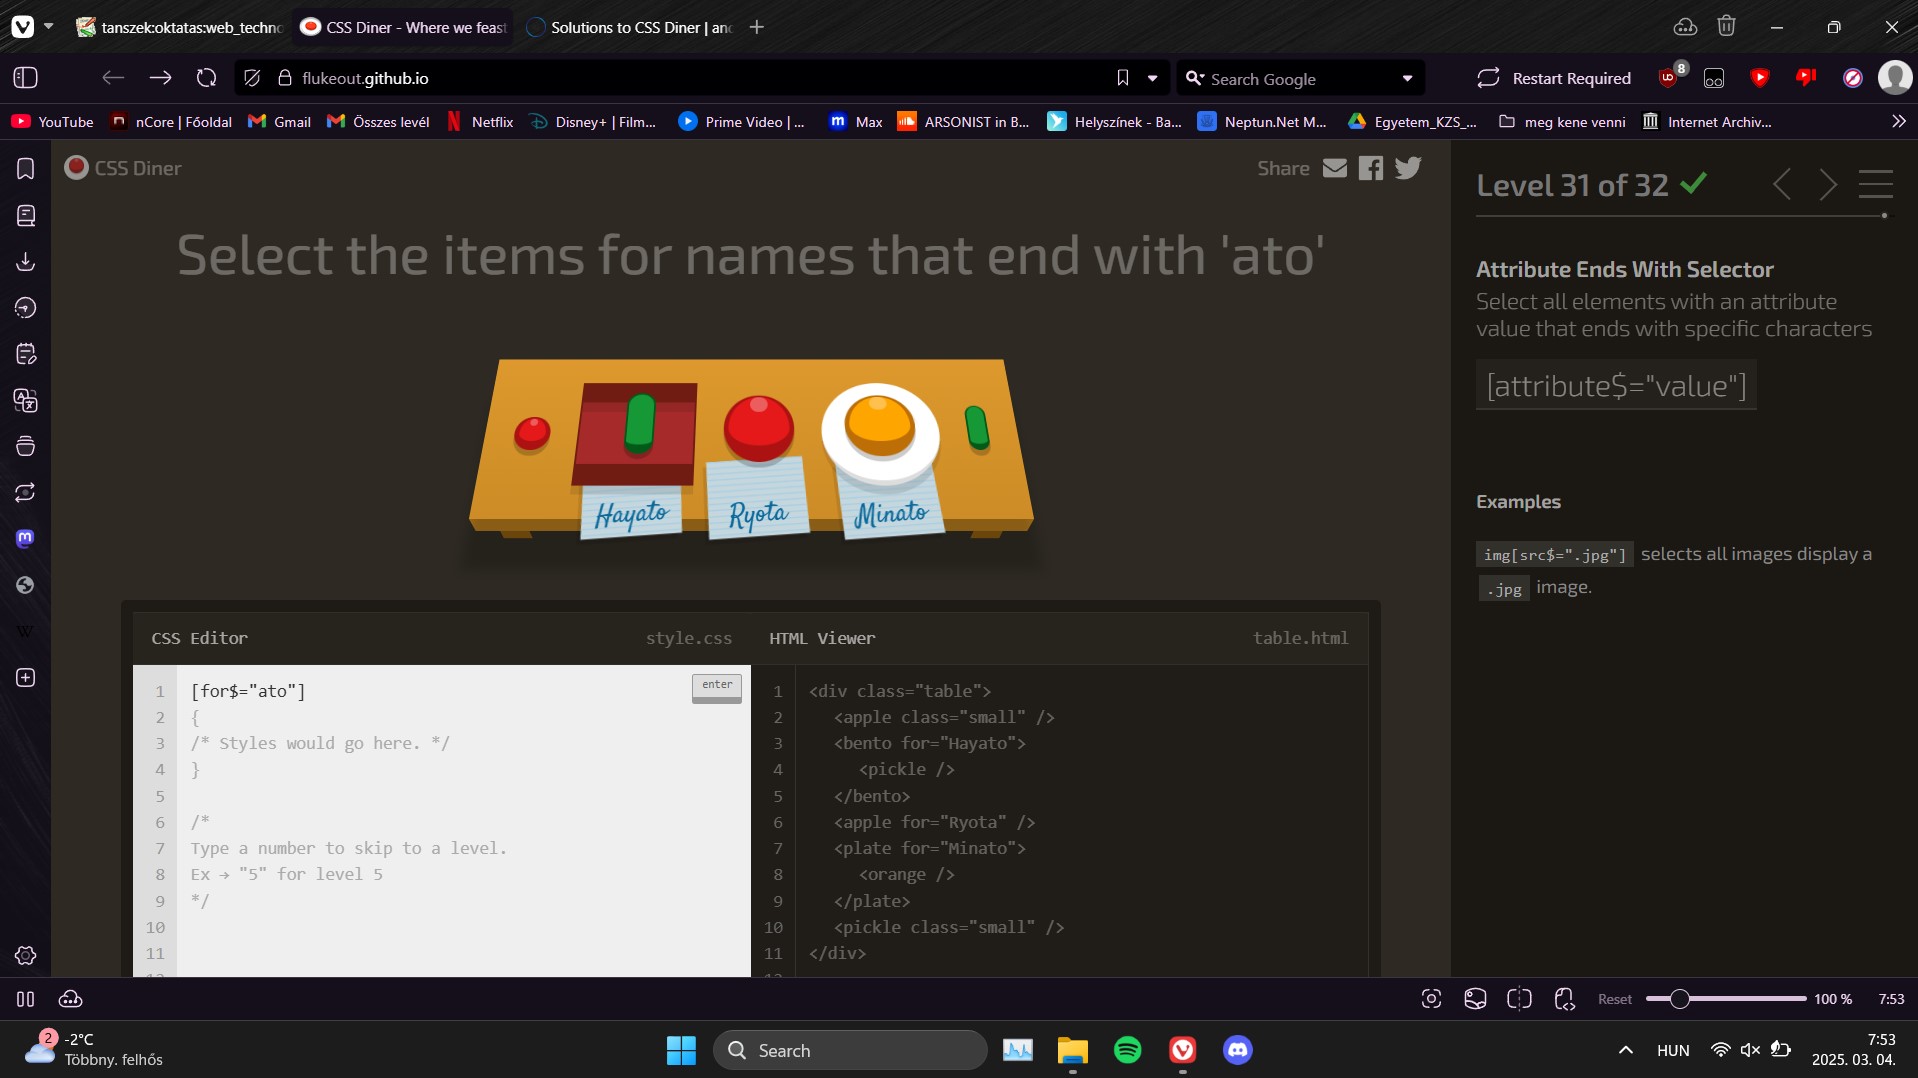 tanszek:oktatas:web_techno
CSS Diner - Where we feast
Solutions to CSS Diner | and
flukeout.github.io
Search Google
Restart Required
8
YouTube
nCore | Főoldal
Gmail
Összes levél
Netflix
Disney+ | Film...
Prime Video | ...
Max
ARSONIST in B...
Helyszínek - Ba...
Neptun.Net M...
Egyetem_KZS_...
meg kene venni
Internet Archiv...
CSS Diner
Share
Select the items for names that end with 'ato'
Hayato
Ryota
Minato
CSS Editor
style.css
1 [for$="ato"]
enter
2 {
3 /* Styles would go here. */
4 }
5
6 /*
7 Type a number to skip to a level.
8 Ex → "5" for level 5
9 */
10
11
HTML Viewer
table.html
1 <div class="table">
2 <apple class="small" />
3 <bento for="Hayato">
4 <pickle />
5 </bento>
6 <apple for="Ryota" />
7 <plate for="Minato">
8 <orange />
9 </plate>
10 <pickle class="small" />
11 </div>
Level 31 of 32
Attribute Ends With Selector
Select all elements with an attribute
value that ends with specific characters
[attribute$="value"]
Examples
img[src$=".jpg"] selects all images display a
.jpg image.
Reset
100 %
7:53
2
-2°C
Többny. felhős
Search
HUN
7:53
2025. 03. 04.